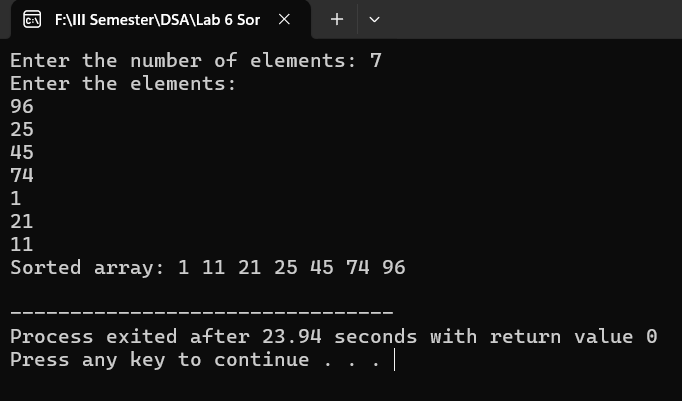 F:\III Semester\DSA\Lab 6 Sor
Enter the number of elements: 7
Enter the elements:
96
25
45
74
1
21
11
Sorted array: 1 11 21 25 45 74 96
--------------------------------
Process exited after 23.94 seconds with return value 0
Press any key to continue . . .